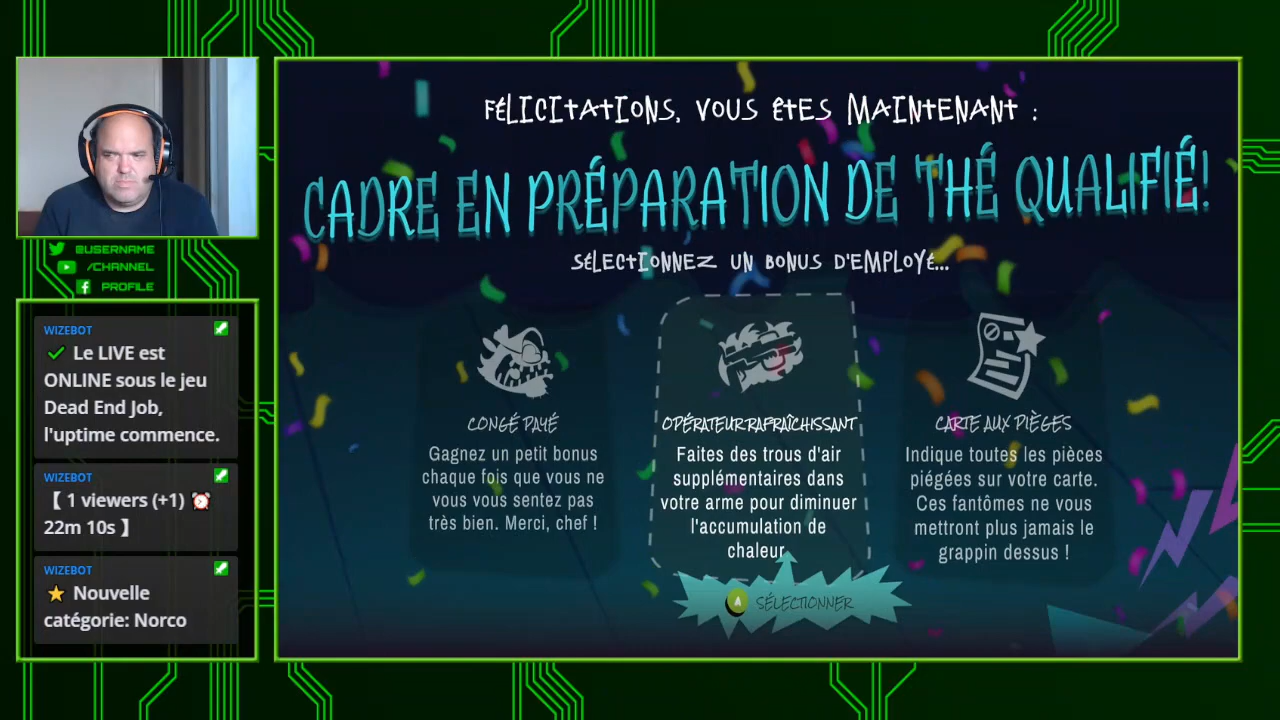 @USERNAME
/CHANNEL
PROFILE
WIZEBOT
Le LIVE est
ONLINE sous le jeu
Dead End Job,
l'uptime commence.
WIZEBOT
【 1 viewers (+1) ⏰
22m 10s 】
WIZEBOT
⭐ Nouvelle
catégorie: Norco
FÉLICITATIONS, VOUS ÊTES MAINTENANT :
CADRE EN PRÉPARATION DE THÉ QUALIFIÉ!
SÉLECTIONNEZ UN BONUS D'EMPLOYÉ...
CONGÉ PAYÉ
Gagnez un petit bonus
chaque fois que vous ne
vous vous sentez pas
très bien. Merci, chef !
OPÉRATEUR RAFRAÎCHISSANT
Faites des trous d'air
supplémentaires dans
votre arme pour diminuer
l'accumulation de
chaleur
CARTE AUX PIÈGES
Indique toutes les pièces
piégées sur votre carte.
Ces fantômes ne vous
mettront plus jamais le
grappin dessus !
A SÉLECTIONNER